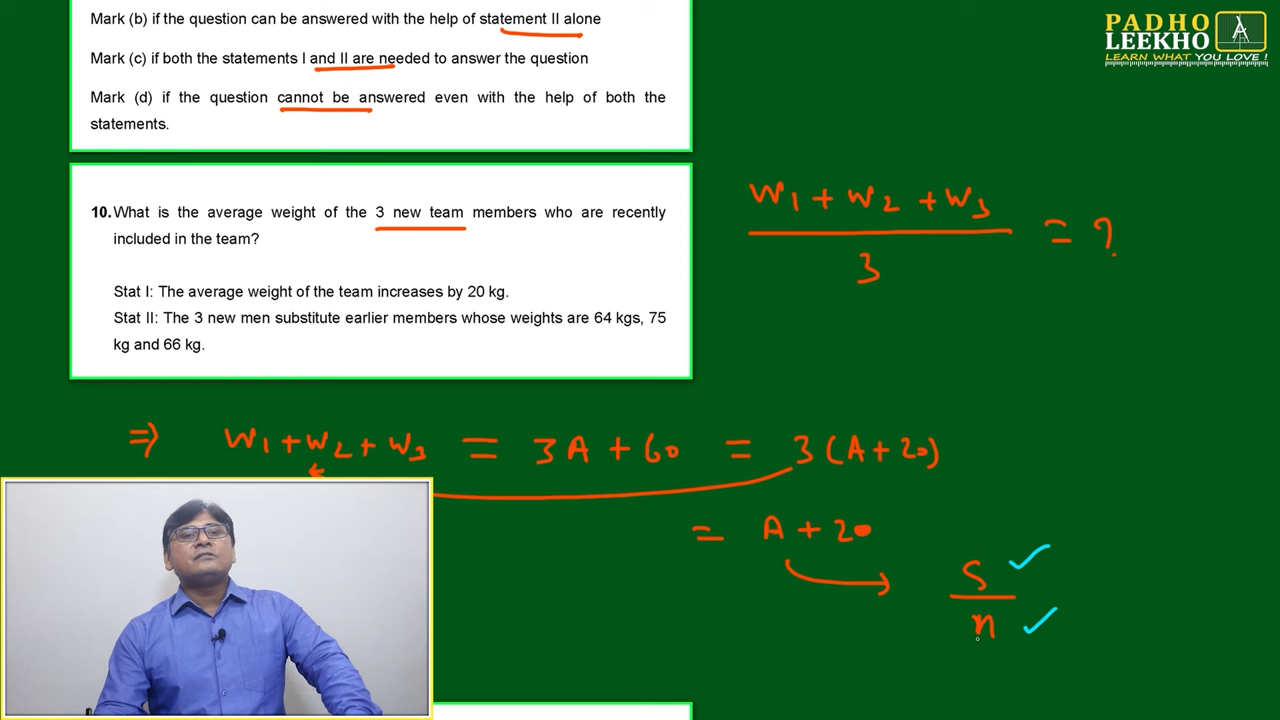 Mark (b) if the question can be answered with the help of statement II alone
Mark (c) if both the statements I and II are needed to answer the question
Mark (d) if the question cannot be answered even with the help of both the
statements.
PADHO
LEEKHO
LEARN WHAT YOU LOVE !
10. What is the average weight of the 3 new team members who are recently
included in the team?
Stat I: The average weight of the team increases by 20 kg.
Stat II: The 3 new men substitute earlier members whose weights are 64 kgs, 75
kg and 66 kg.
W1 + W2 + W3
3
= ?
⇒ W1 + W2 + W3 = 3A + 60 = 3(A+20)
= A + 20
S
n